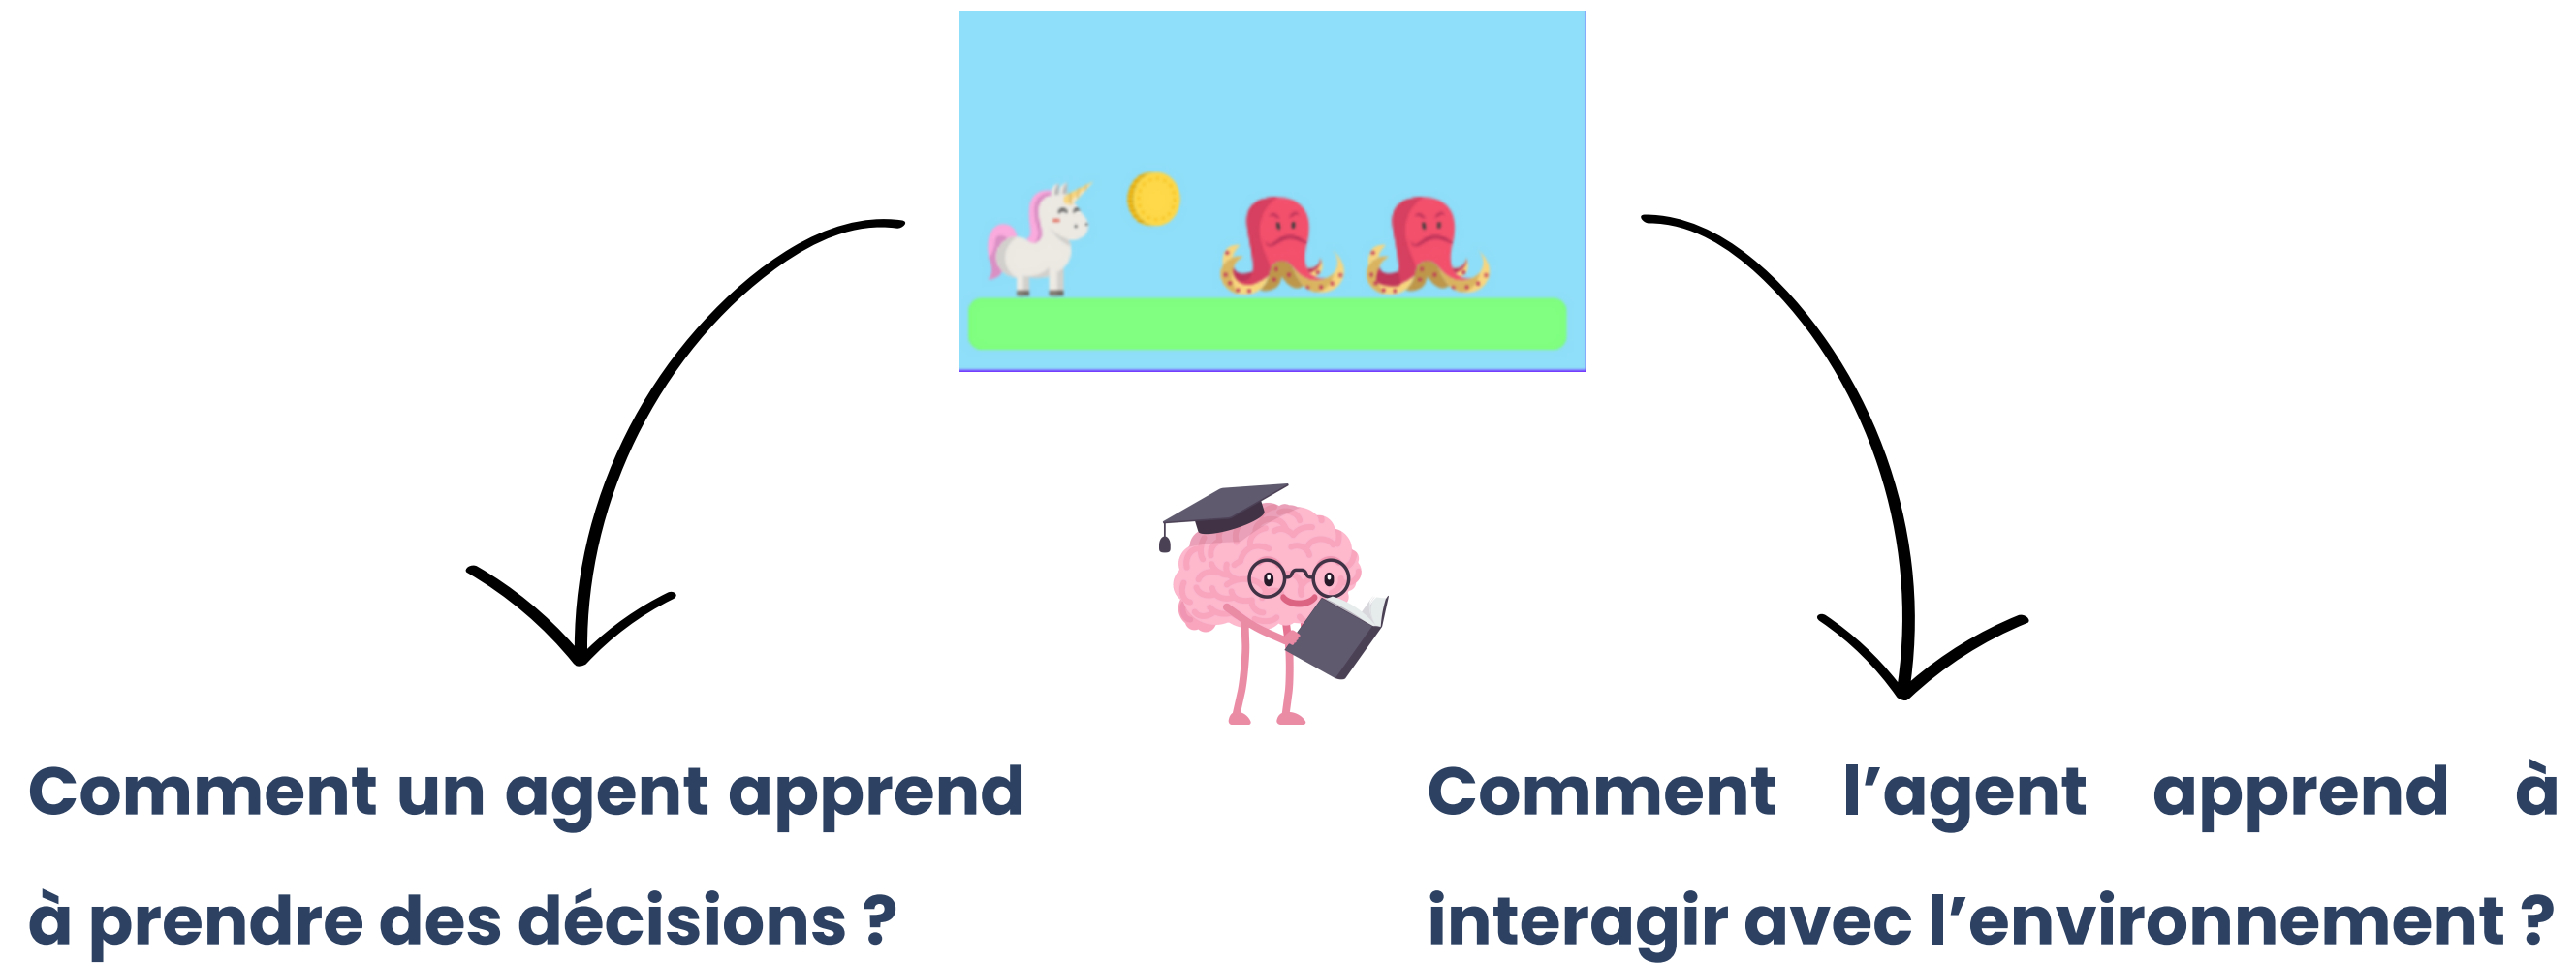 Comment un agent apprend
à prendre des décisions ?
Comment l’agent apprend à
interagir avec l’environnement ?